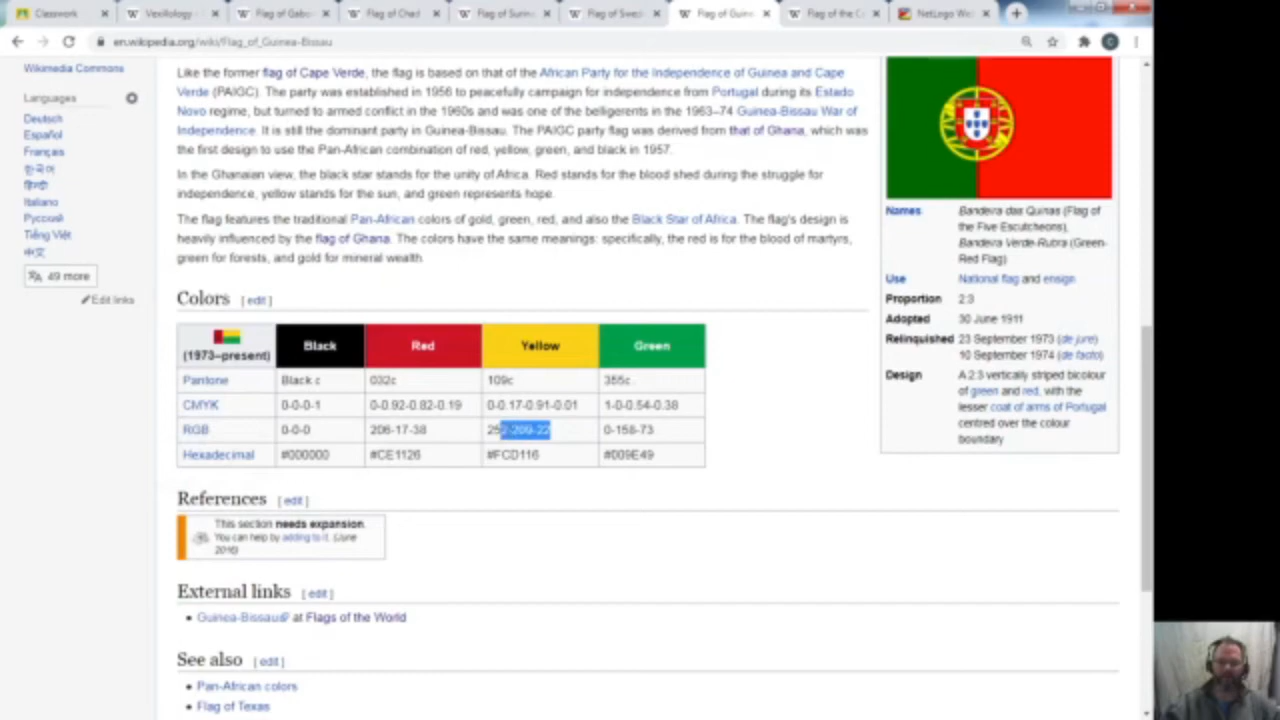 Classwork
Vexillology
Flag of Gabo
Flag of Chad
Flag of Surin
Flag of Swed
Flag of Guin
Flag of the C
NetLogo We
en.wikipedia.org/wiki/Flag_of_Guinea-Bissau
Wikimedia Commons
Languages
Deutsch
Español
Français
한국어
हिन्दी
Italiano
Русский
Tiếng Việt
中文
49 more
Edit links
Like the former flag of Cape Verde, the flag is based on that of the African Party for the Independence of Guinea and Cape
Verde (PAIGC). The party was established in 1956 to peacefully campaign for independence from Portugal during its Estado
Novo regime, but turned to armed conflict in the 1960s and was one of the belligerents in the 1963–74 Guinea-Bissau War of
Independence. It is still the dominant party in Guinea-Bissau. The PAIGC party flag was derived from that of Ghana, which was
the first design to use the Pan-African combination of red, yellow, green, and black in 1957.
In the Ghanaian view, the black star stands for the unity of Africa. Red stands for the blood shed during the struggle for
independence, yellow stands for the sun, and green represents hope.
The flag features the traditional Pan-African colors of gold, green, red, and also the Black Star of Africa. The flag's design is
heavily influenced by the flag of Ghana. The colors have the same meanings: specifically, the red is for the blood of martyrs,
green for forests, and gold for mineral wealth.
Colors [ edit ]
(1973–present) Black Red Yellow Green
Pantone Black c 032c 109c 355c
CMYK 0-0-0-1 0-0.92-0.82-0.19 0-0.17-0.91-0.01 1-0-0.54-0.38
RGB 0-0-0 206-17-38 252-209-22 0-158-73
Hexadecimal #000000 #CE1126 #FCD116 #009E49
References [ edit ]
This section needs expansion.
You can help by adding to it. (June
2016)
External links [ edit ]
Guinea-Bissau at Flags of the World
See also [ edit ]
Pan-African colors
Flag of Texas
Names Bandeira das Quinas (Flag of
the Five Escutcheons),
Bandeira Verde-Rubra (Green-
Red Flag)
Use National flag and ensign
Proportion 2:3
Adopted 30 June 1911
Relinquished 23 September 1973 (de jure)
10 September 1974 (de facto)
Design A 2:3 vertically striped bicolour
of green and red, with the
lesser coat of arms of Portugal
centred over the colour
boundary